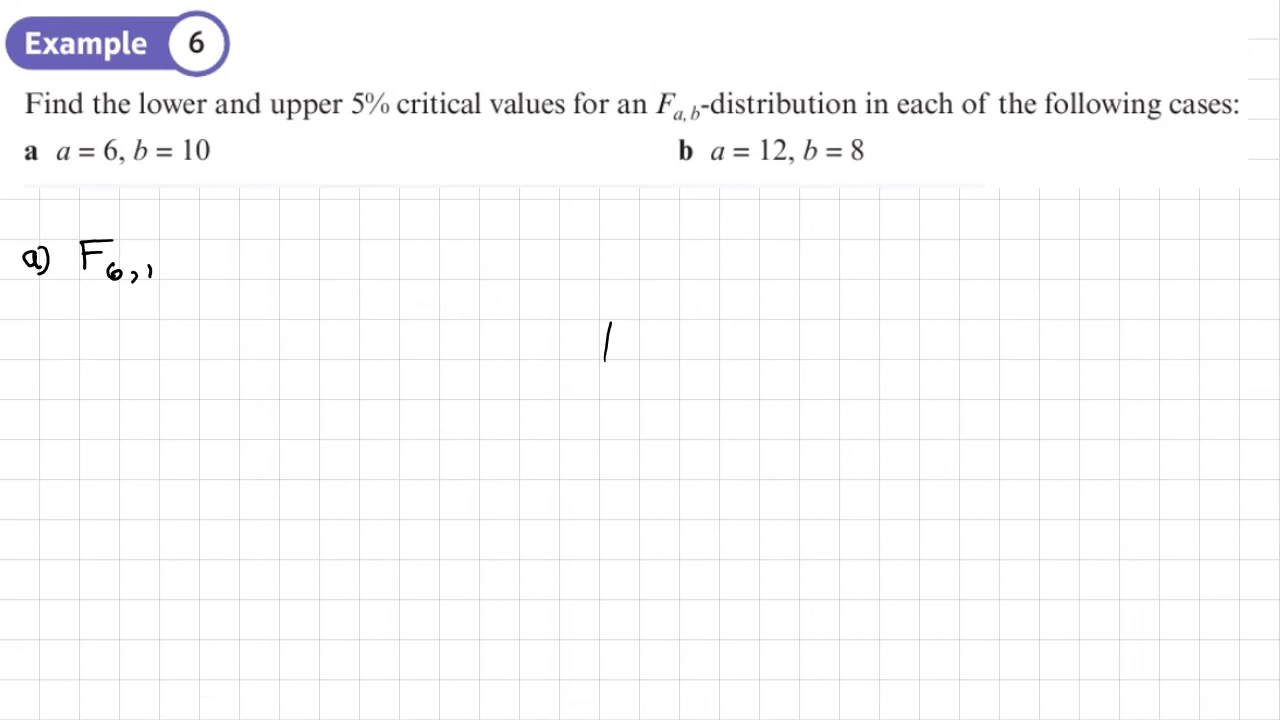 Example 6
Find the lower and upper 5% critical values for an F_{a, b}-distribution in each of the following cases:
a a = 6, b = 10 b a = 12, b = 8
a) F_{6,1}